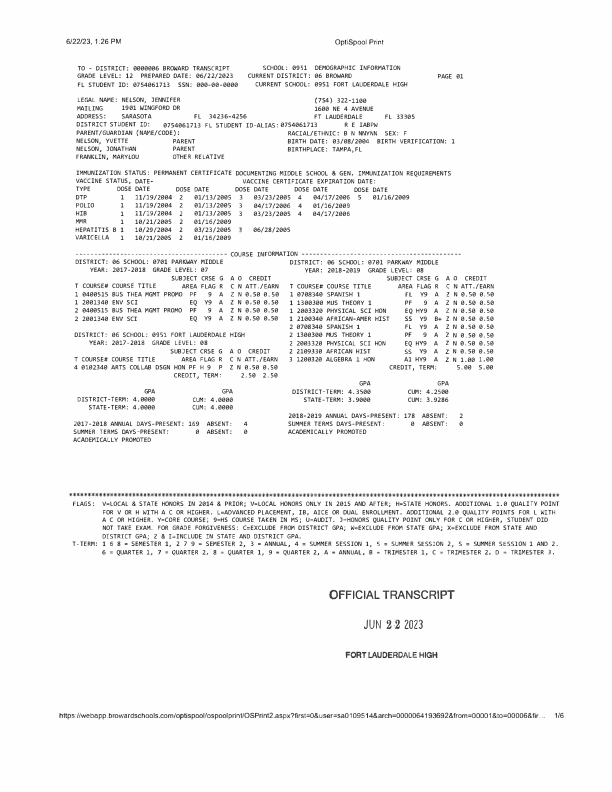 6/22/23, 1:26 PM OptiSpool Print
TO - DISTRICT: 0000006 BROWARD TRANSCRIPT SCHOOL: 0951 DEMOGRAPHIC INFORMATION
GRADE LEVEL: 12 PREPARED DATE: 06/22/2023 CURRENT DISTRICT: 06 BROWARD PAGE 01
FL STUDENT ID: 0754061713 SSN: 000-00-0000 CURRENT SCHOOL: 0951 FORT LAUDERDALE HIGH
LEGAL NAME: NELSON, JENNIFER (754) 322-1100
MAILING 1901 WINGFORD DR 1600 NE 4 AVENUE
ADDRESS: SARASOTA FL 34236-4256 FT LAUDERDALE FL 33305
DISTRICT STUDENT ID: 0754061713 FL STUDENT ID-ALIAS: 0754061713 R E IABPW
PARENT/GUARDIAN (NAME/CODE): RACIAL/ETHNIC: B N NNYNN SEX: F
NELSON, YVETTE PARENT BIRTH DATE: 03/08/2004 BIRTH VERIFICATION: 1
NELSON, JONATHAN PARENT BIRTHPLACE: TAMPA,FL
FRANKLIN, MARYLOU OTHER RELATIVE
IMMUNIZATION STATUS: PERMANENT CERTIFICATE DOCUMENTING MIDDLE SCHOOL & GEN. IMMUNIZATION REQUIREMENTS
VACCINE STATUS, DATE- VACCINE CERTIFICATE EXPIRATION DATE:
TYPE DOSE DATE DOSE DATE DOSE DATE DOSE DATE DOSE DATE
DTP 1 11/19/2004 2 01/13/2005 3 03/23/2005 4 04/17/2006 5 01/16/2009
POLIO 1 11/19/2004 2 01/13/2005 3 04/17/2006 4 01/16/2009
HIB 1 11/19/2004 2 01/13/2005 3 03/23/2005 4 04/17/2006
MMR 1 10/21/2005 2 01/16/2009
HEPATITIS B 1 10/29/2004 2 03/23/2005 3 06/28/2005
VARICELLA 1 10/21/2005 2 01/16/2009
---------------------------------------- COURSE INFORMATION ----------------------------------------
DISTRICT: 06 SCHOOL: 0701 PARKWAY MIDDLE DISTRICT: 06 SCHOOL: 0701 PARKWAY MIDDLE
YEAR: 2017-2018 GRADE LEVEL: 07 YEAR: 2018-2019 GRADE LEVEL: 08
SUBJECT CRSE G A O CREDIT SUBJECT CRSE G A O CREDIT
T COURSE# COURSE TITLE AREA FLAG R C N ATT./EARN T COURSE# COURSE TITLE AREA FLAG R C N ATT./EARN
1 0400515 BUS THEA MGMT PROMO PF 9 A Z N 0.50 0.50 1 0708340 SPANISH 1 FL Y9 A Z N 0.50 0.50
1 2001340 ENV SCI EQ Y9 A Z N 0.50 0.50 1 1300300 MUS THEORY 1 PF 9 A Z N 0.50 0.50
2 0400515 BUS THEA MGMT PROMO PF 9 A Z N 0.50 0.50 1 2003320 PHYSICAL SCI HON EQ HY9 A Z N 0.50 0.50
2 2001340 ENV SCI EQ Y9 A Z N 0.50 0.50 1 2100340 AFRICAN-AMER HIST SS Y9 B+ Z N 0.50 0.50
2 0708340 SPANISH 1 FL Y9 A Z N 0.50 0.50
DISTRICT: 06 SCHOOL: 0951 FORT LAUDERDALE HIGH 2 1300300 MUS THEORY 1 PF 9 A Z N 0.50 0.50
YEAR: 2017-2018 GRADE LEVEL: 08 2 2003320 PHYSICAL SCI HON EQ HY9 A Z N 0.50 0.50
SUBJECT CRSE G A O CREDIT 2 2109330 AFRICAN HIST SS Y9 A Z N 0.50 0.50
T COURSE# COURSE TITLE AREA FLAG R C N ATT./EARN 3 1200320 ALGEBRA 1 HON A1 HY9 A Z N 1.00 1.00
4 0102340 ARTS COLLAB DSGN HON PF H 9 P Z N 0.50 0.50 CREDIT, TERM: 5.00 5.00
CREDIT, TERM: 2.50 2.50
GPA GPA
GPA GPA DISTRICT-TERM: 4.3500 CUM: 4.2500
DISTRICT-TERM: 4.0000 CUM: 4.0000 STATE-TERM: 3.9000 CUM: 3.9286
STATE-TERM: 4.0000 CUM: 4.0000
2018-2019 ANNUAL DAYS-PRESENT: 178 ABSENT: 2
2017-2018 ANNUAL DAYS-PRESENT: 169 ABSENT: 4 SUMMER TERMS DAYS-PRESENT: 0 ABSENT: 0
SUMMER TERMS DAYS-PRESENT: 0 ABSENT: 0 ACADEMICALLY PROMOTED
ACADEMICALLY PROMOTED
****************************************************************************************************
FLAGS: V=LOCAL & STATE HONORS IN 2014 & PRIOR; V=LOCAL HONORS ONLY IN 2015 AND AFTER; H=STATE HONORS. ADDITIONAL 1.0 QUALITY POINT
FOR V OR H WITH A C OR HIGHER. L=ADVANCED PLACEMENT, IB, AICE OR DUAL ENROLLMENT. ADDITIONAL 2.0 QUALITY POINTS FOR L WITH
A C OR HIGHER. Y=CORE COURSE; 9=HS COURSE TAKEN IN MS; U=AUDIT. J=HONORS QUALITY POINT ONLY FOR C OR HIGHER, STUDENT DID
NOT TAKE EXAM. FOR GRADE FORGIVENESS: C=EXCLUDE FROM DISTRICT GPA; W=EXCLUDE FROM STATE GPA; X=EXCLUDE FROM STATE AND
DISTRICT GPA; Z & I=INCLUDE IN STATE AND DISTRICT GPA.
T-TERM: 1 6 8 = SEMESTER 1, 2 7 9 = SEMESTER 2, 3 = ANNUAL, 4 = SUMMER SESSION 1, 5 = SUMMER SESSION 2, S = SUMMER SESSION 1 AND 2.
6 = QUARTER 1, 7 = QUARTER 2, 8 = QUARTER 1, 9 = QUARTER 2, A = ANNUAL, B = TRIMESTER 1, C = TRIMESTER 2, D = TRIMESTER 3.
OFFICIAL TRANSCRIPT
JUN 22 2023
FORT LAUDERDALE HIGH
https://webapp.browardschools.com/optispool/ospoolprint/OSPrint2.aspx?first=0&user=sa0109514&arch=0000064193692&from=00001&to=00006&fir... 1/6